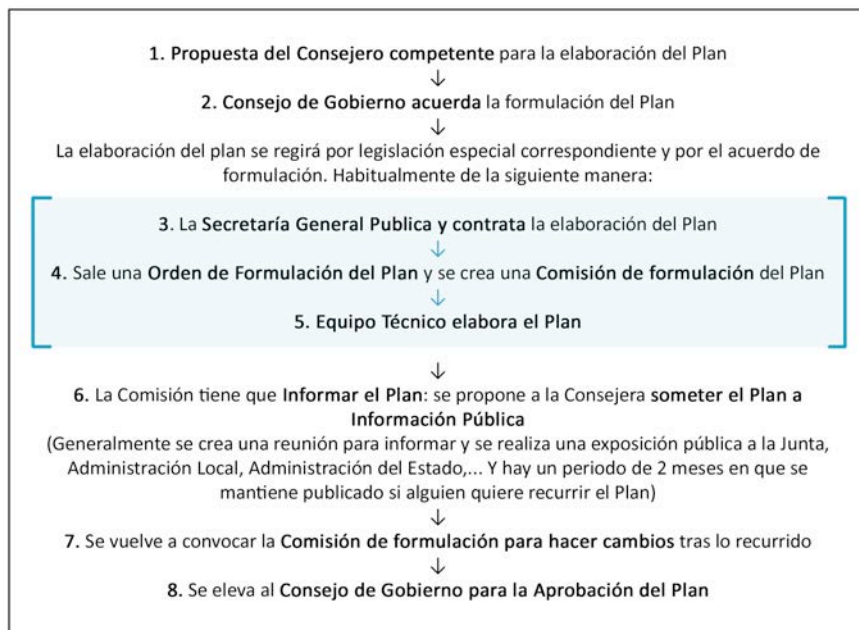 1. Propuesta del Consejero competente para la elaboración del Plan
↓
2. Consejo de Gobierno acuerda la formulación del Plan
↓
La elaboración del plan se regirá por legislación especial correspondiente y por el acuerdo de
formulación. Habitualmente de la siguiente manera:
3. La Secretaría General Publica y contrata la elaboración del Plan
↓
4. Sale una Orden de Formulación del Plan y se crea una Comisión de formulación del Plan
↓
5. Equipo Técnico elabora el Plan
↓
6. La Comisión tiene que Informar el Plan: se propone a la Consejera someter el Plan a
Información Pública
(Generalmente se crea una reunión para informar y se realiza una exposición pública a la Junta,
Administración Local, Administración del Estado,... Y hay un periodo de 2 meses en que se
mantiene publicado si alguien quiere recurrir el Plan)
↓
7. Se vuelve a convocar la Comisión de formulación para hacer cambios tras lo recurrido
↓
8. Se eleva al Consejo de Gobierno para la Aprobación del Plan